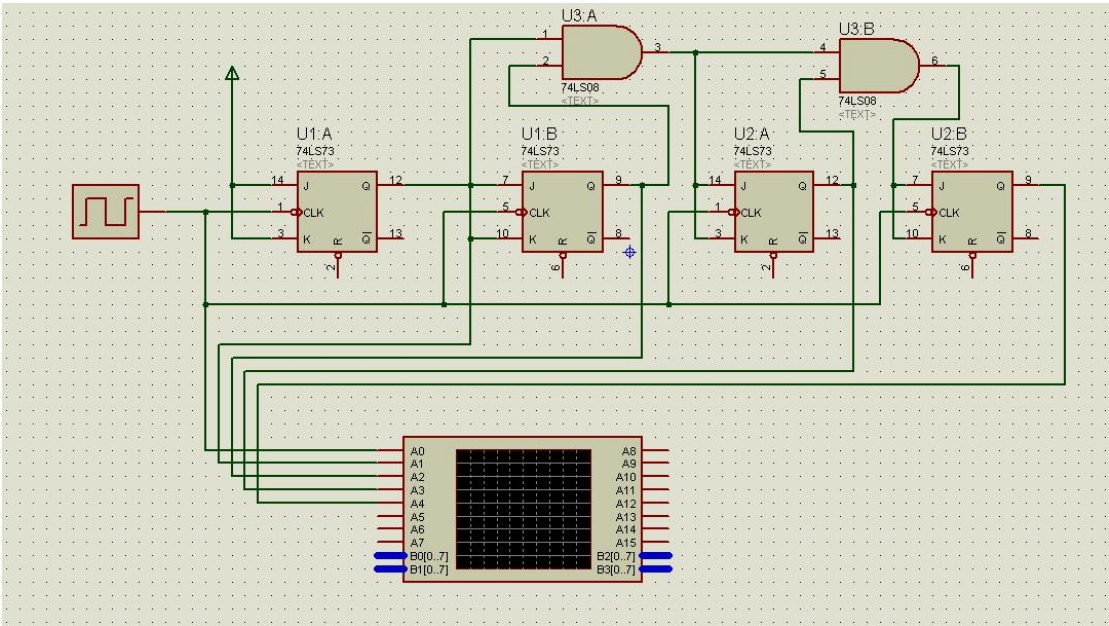 U3:A
1
3
2
74LS08
<TEXT>
U3:B
4
6
5
74LS08
<TEXT>
U1:A
74LS73
<TEXT>
14 J Q 12
1 CLK
3 K Q 13
R
2
U1:B
74LS73
<TEXT>
7 J Q 9
5 CLK
10 K Q 8
R
6
U2:A
74LS73
<TEXT>
14 J Q 12
1 CLK
3 K Q 13
R
2
U2:B
74LS73
<TEXT>
7 J Q 9
5 CLK
10 K Q 8
R
6
A0 A8
A1 A9
A2 A10
A3 A11
A4 A12
A5 A13
A6 A14
A7 A15
B0[0..7] B2[0..7]
B1[0..7] B3[0..7]